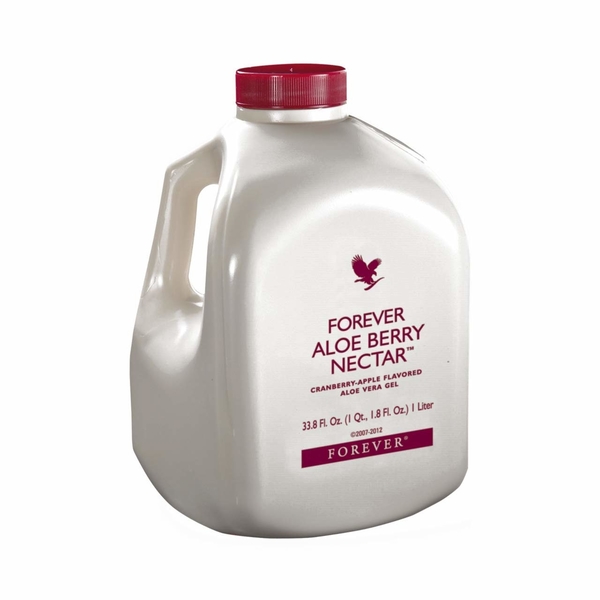 FOREVER
ALOE BERRY
NECTAR™
CRANBERRY-APPLE FLAVORED
ALOE VERA GEL
33.8 Fl. Oz. (1 Qt., 1.8 Fl. Oz.) 1 Liter
©2007-2012
FOREVER®